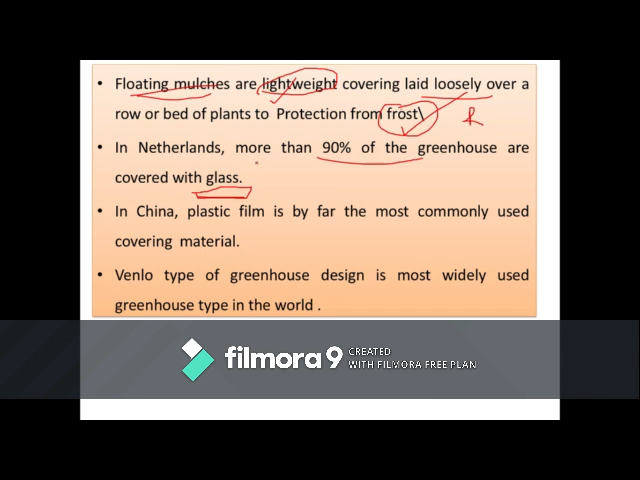 • Floating mulches are lightweight covering laid loosely over a
row or bed of plants to Protection from frost\ R
• In Netherlands, more than 90% of the greenhouse are
covered with glass.
• In China, plastic film is by far the most commonly used
covering material.
• Venlo type of greenhouse design is most widely used
greenhouse type in the world .
filmora9 CREATED
WITH FILMORA FREE PLAN